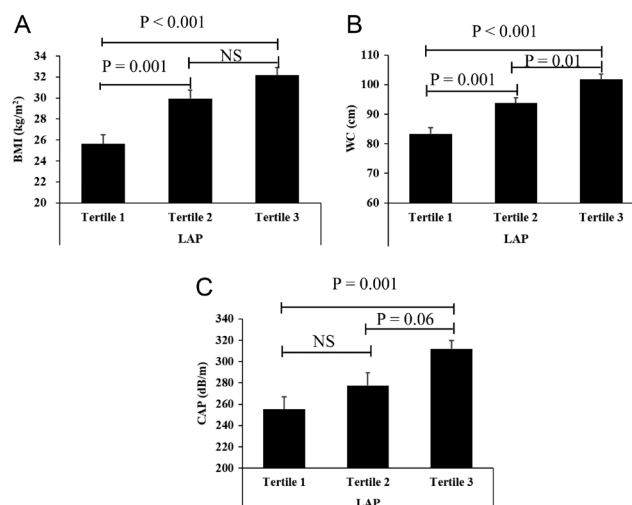 A
P < 0.001
NS
P = 0.001
BMI (kg/m²)
32
34
30
28
26
24
22
20
Tertile 1 Tertile 2 Tertile 3
LAP
B
P < 0.001
P = 0.01
P = 0.001
WC (cm)
110
100
90
80
70
60
Tertile 1 Tertile 2 Tertile 3
LAP
C
P = 0.001
P = 0.06
NS
CAP (dB/m)
340
320
300
280
260
240
220
200
Tertile 1 Tertile 2 Tertile 3
LAP